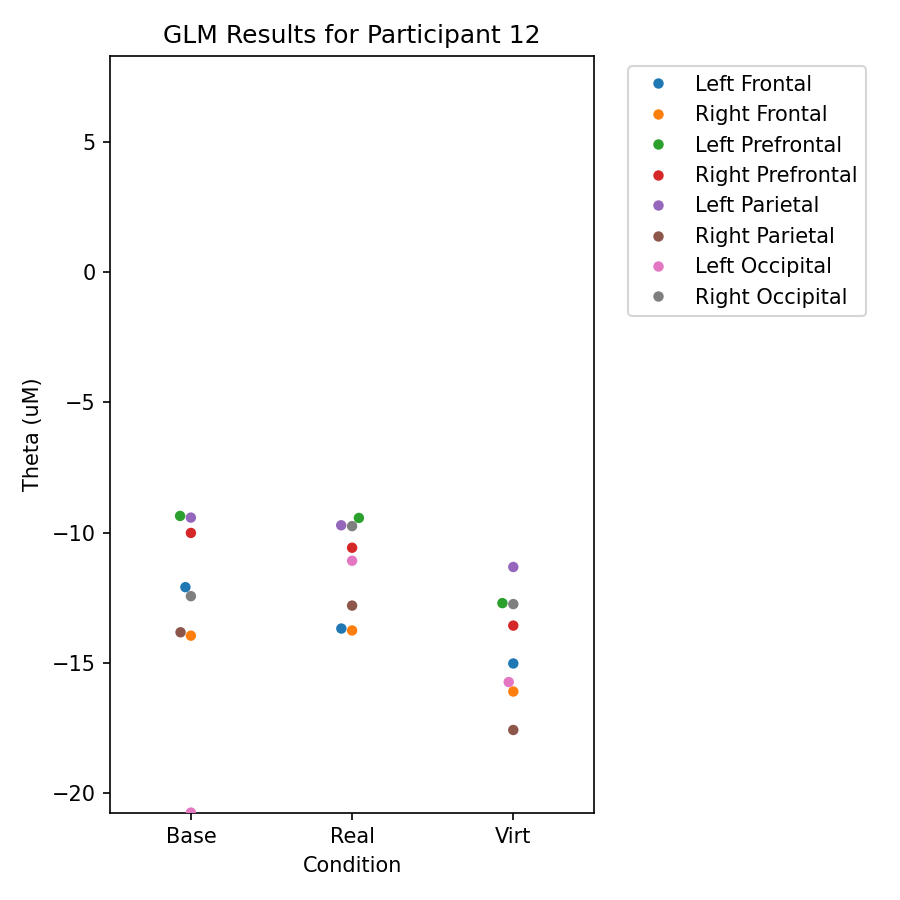 GLM Results for Participant 12
Left Frontal
Right Frontal
Left Prefrontal
Right Prefrontal
Left Parietal
Right Parietal
Left Occipital
Right Occipital
Theta (uM)
5
0
−5
−10
−15
−20
Base Real Virt
Condition